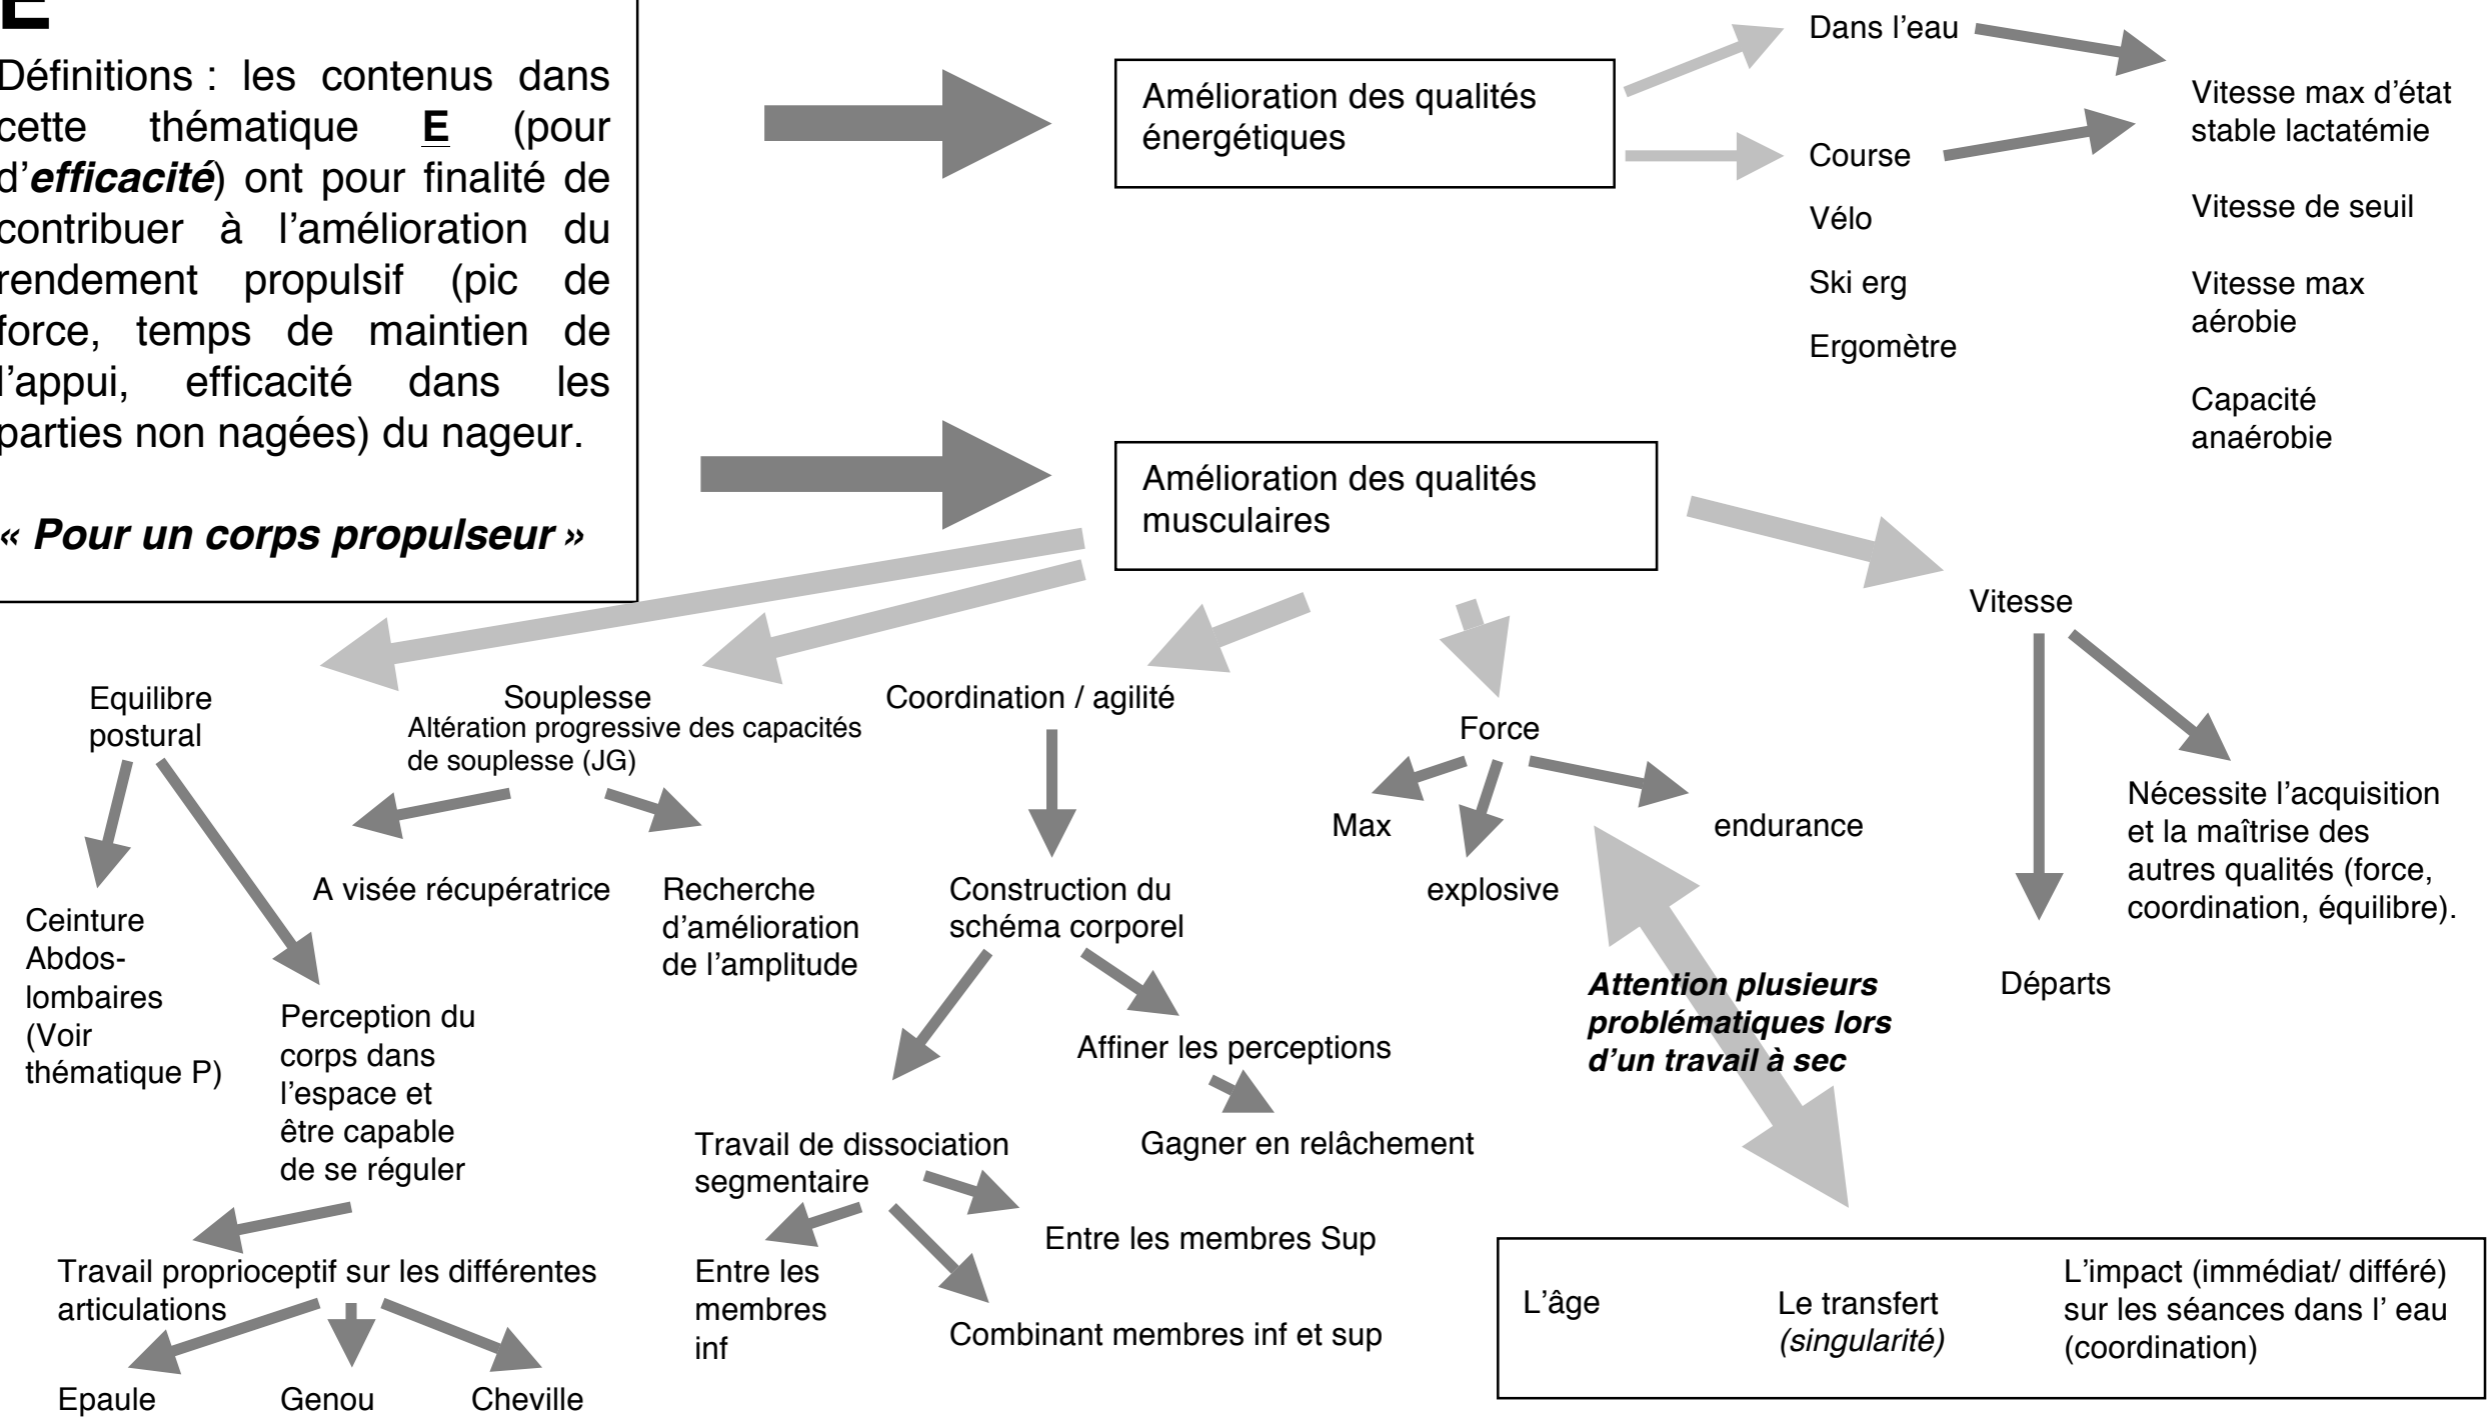 E
Définitions : les contenus dans
cette thématique E (pour
d'efficacité) ont pour finalité de
contribuer à l'amélioration du
rendement propulsif (pic de
force, temps de maintien de
l'appui, efficacité dans les
parties non nagées) du nageur.
« Pour un corps propulseur »
Amélioration des qualités
énergétiques
Dans l'eau
Course
Vélo
Ski erg
Ergomètre
Vitesse max d'état
stable lactatémie
Vitesse de seuil
Vitesse max
aérobie
Capacité
anaérobie
Amélioration des qualités
musculaires
Equilibre
postural
Souplesse
Altération progressive des capacités
de souplesse (JG)
Coordination / agilité
Force
Vitesse
Ceinture
Abdos-
lombaires
(Voir
thématique P)
Perception du
corps dans
l'espace et
être capable
de se réguler
Travail proprioceptif sur les différentes
articulations
Epaule
Genou
Cheville
A visée récupératrice
Recherche
d'amélioration
de l'amplitude
Construction du
schéma corporel
Affiner les perceptions
Gagner en relâchement
Travail de dissociation
segmentaire
Entre les membres Sup
Entre les
membres
inf
Combinant membres inf et sup
Max
explosive
endurance
Attention plusieurs
problématiques lors
d'un travail à sec
Départs
Nécessite l'acquisition
et la maîtrise des
autres qualités (force,
coordination, équilibre).
L'âge
Le transfert
(singularité)
L'impact (immédiat/ différé)
sur les séances dans l' eau
(coordination)